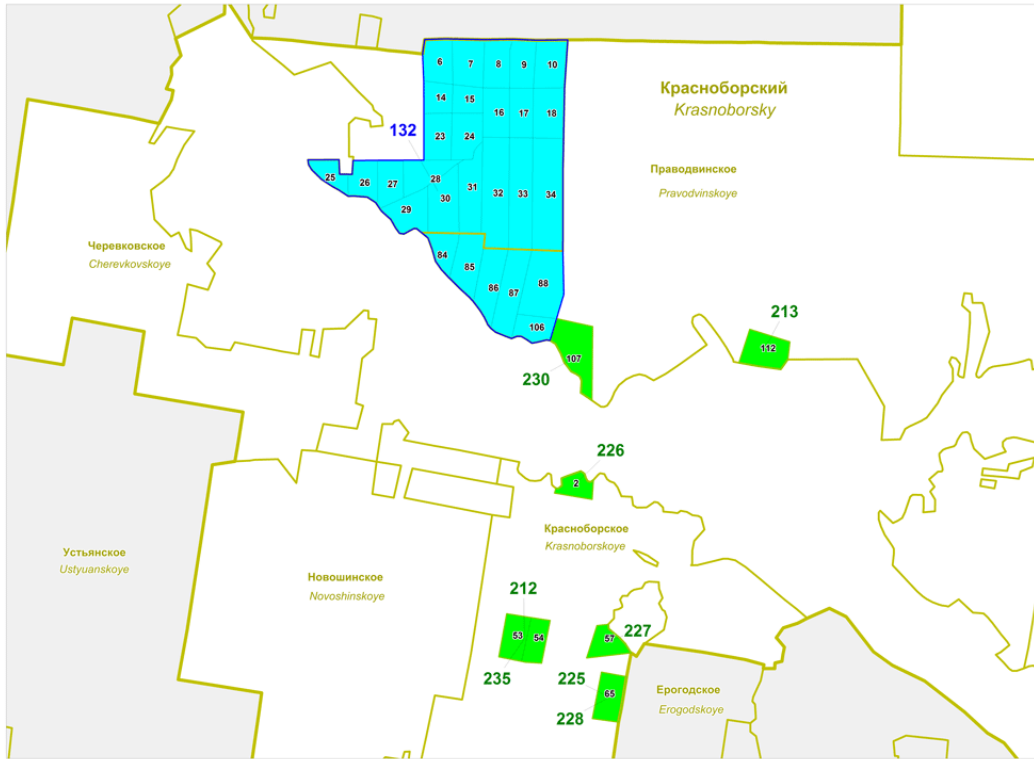 6 7 8 9 10
Красноборский
Krasnoborsky
14 15 16 17 18
132
23 24
Праводвинское
Pravodvinskoye
25 26 27 28
29 30 31 32 33 34
Черевковское
Cherevkovskoye
84 85 86 87 88
106
213
112
107
230
226
2
Красноборское
Krasnoborskoye
Устьянское
Ustyuanskoye
Новошинское
Novoshinskoye
212
53 54
57
227
235
225
65
228
Ерогодское
Erogodskoye